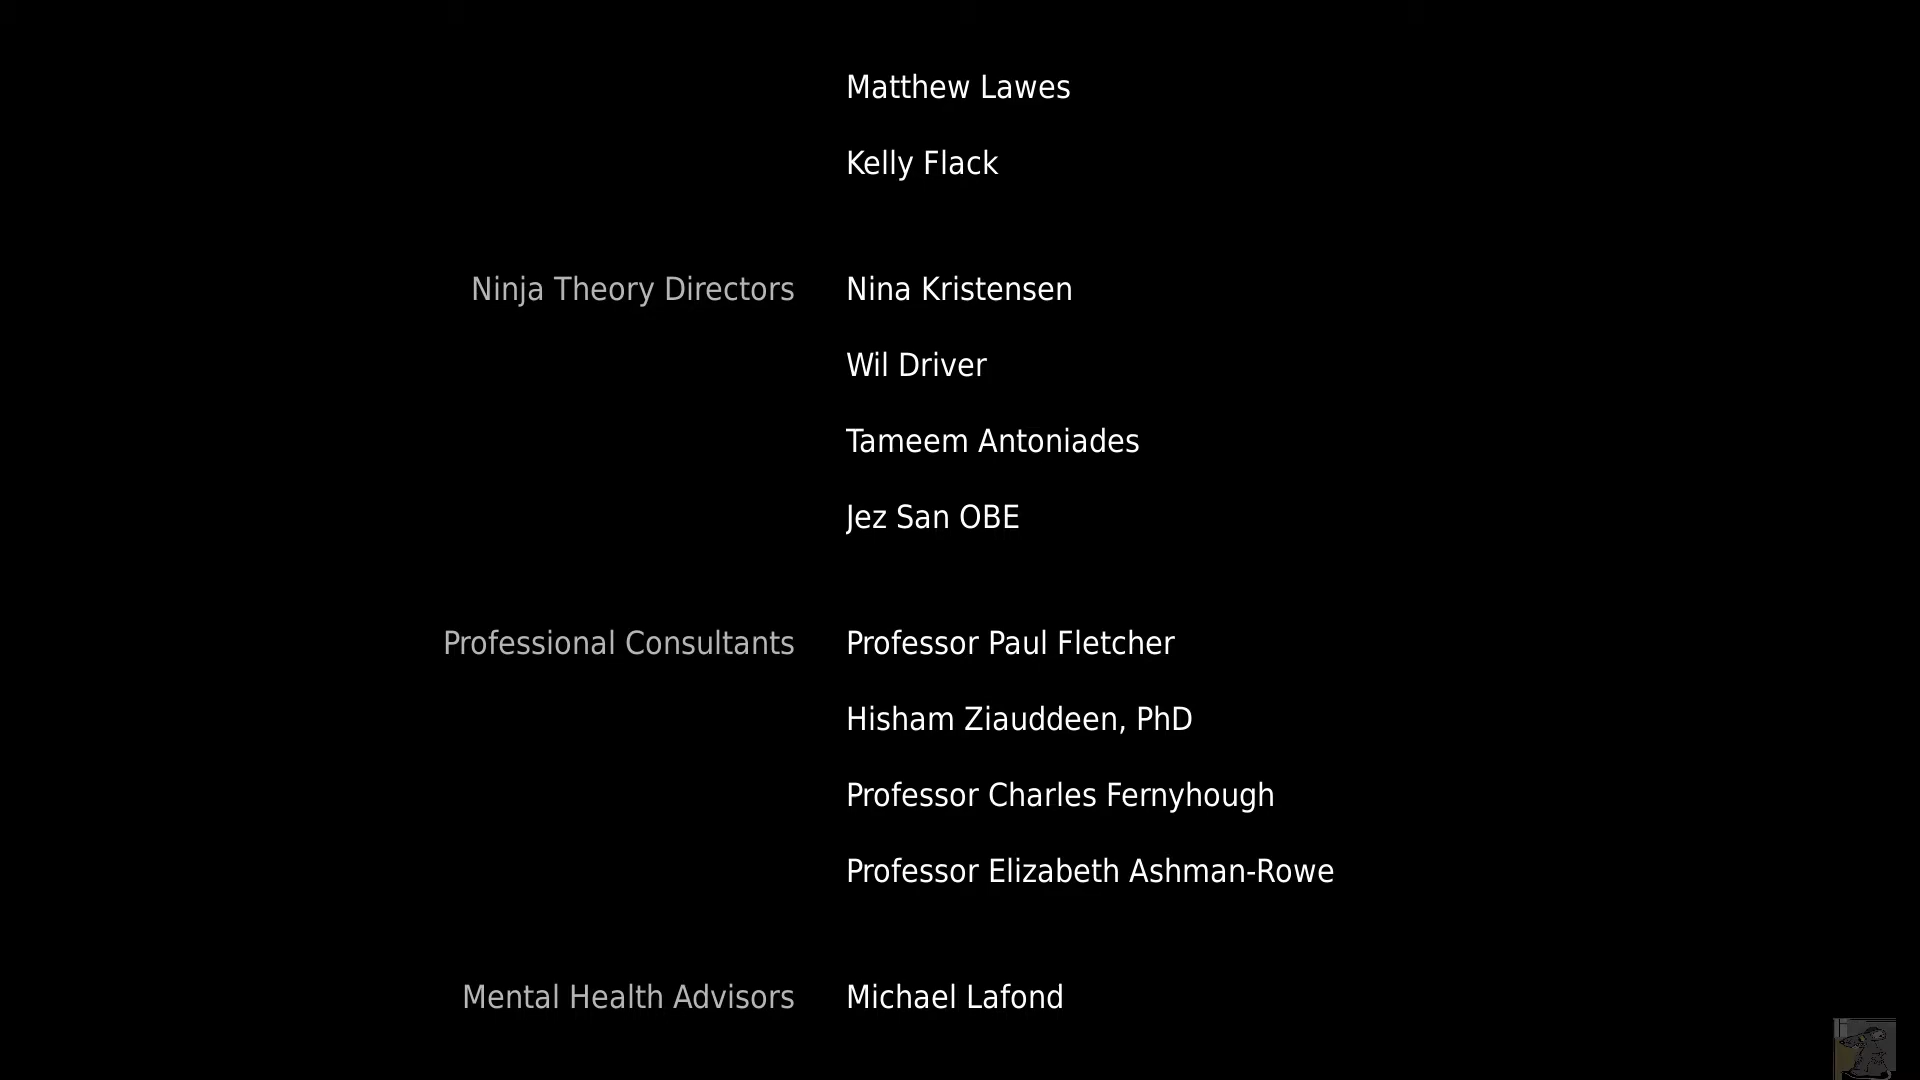 Matthew Lawes
Kelly Flack
Ninja Theory Directors Nina Kristensen
Wil Driver
Tameem Antoniades
Jez San OBE
Professional Consultants Professor Paul Fletcher
Hisham Ziauddeen, PhD
Professor Charles Fernyhough
Professor Elizabeth Ashman-Rowe
Mental Health Advisors Michael Lafond